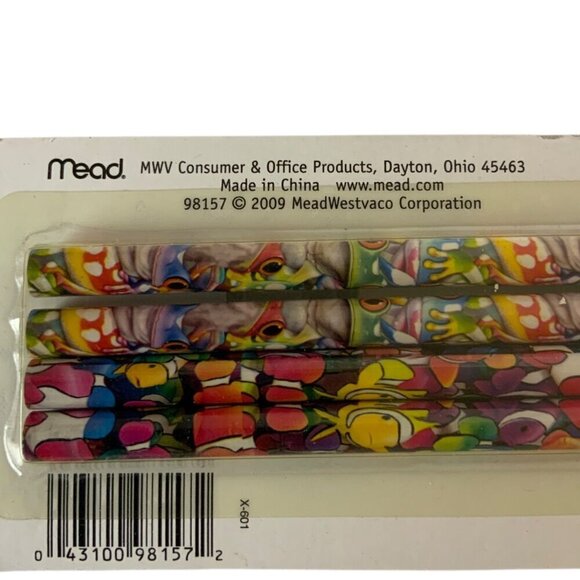 Mead® MWV Consumer & Office Products, Dayton, Ohio 45463
Made in China www.mead.com
98157 © 2009 MeadWestvaco Corporation
X-601
0 43100 98157 2